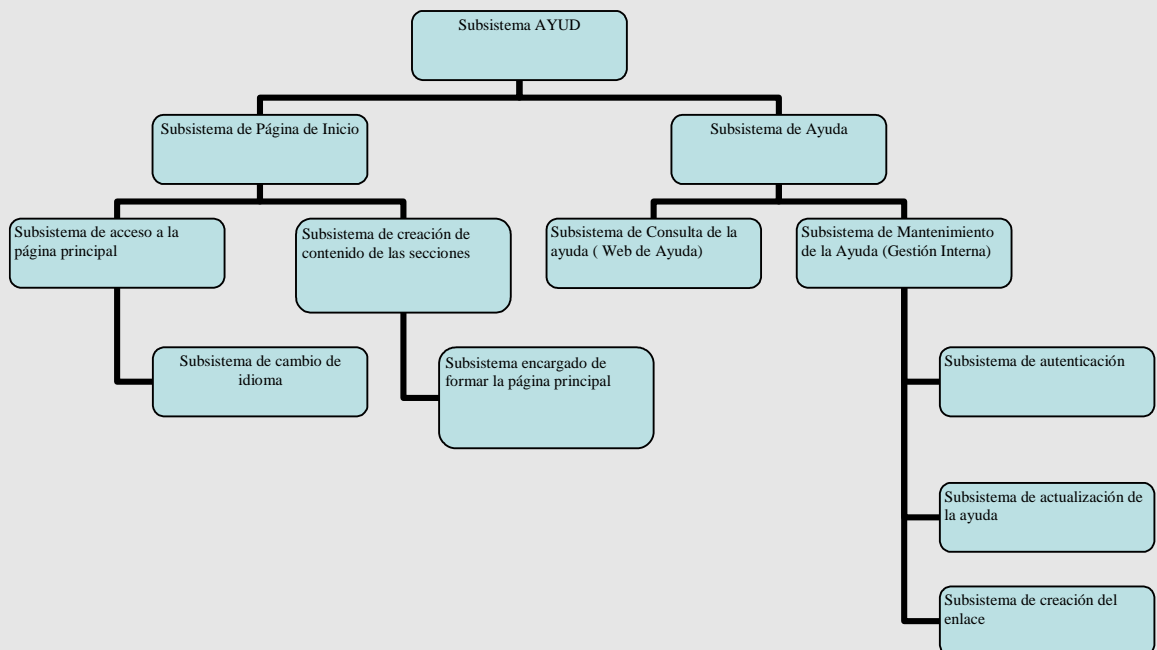 Subsistema AYUD
Subsistema de Página de Inicio
Subsistema de Ayuda
Subsistema de acceso a la
página principal
Subsistema de creación de
contenido de las secciones
Subsistema de Consulta de la
ayuda ( Web de Ayuda)
Subsistema de Mantenimiento
de la Ayuda (Gestión Interna)
Subsistema de cambio de
idioma
Subsistema encargado de
formar la página principal
Subsistema de autenticación
Subsistema de actualización de
la ayuda
Subsistema de creación del
enlace